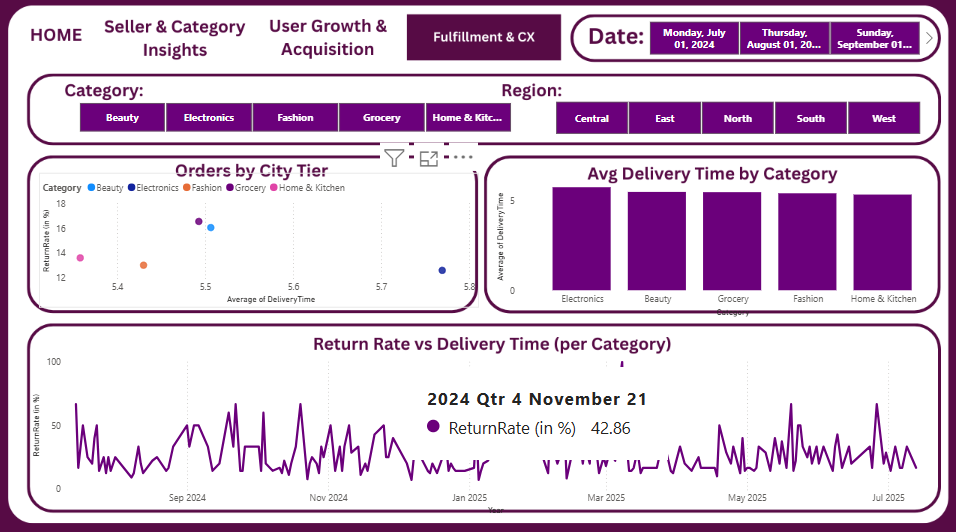 HOME
Seller & Category
Insights
User Growth &
Acquisition
Fulfillment & CX
Date:
Monday, July
01, 2024
Thursday,
August 01, 20...
Sunday,
September 01...
Category:
Beauty
Electronics
Fashion
Grocery
Home & Kitc...
Region:
Central
East
North
South
West
Orders by City Tier
Category
Beauty
Electronics
Fashion
Grocery
Home & Kitchen
ReturnRate (in %)
18
16
14
12
5.4
5.5
5.6
5.7
5.8
Average of DeliveryTime
Avg Delivery Time by Category
Average of DeliveryTime
5
0
Electronics
Beauty
Grocery
Fashion
Home & Kitchen
Category
Return Rate vs Delivery Time (per Category)
ReturnRate (in %)
100
50
0
2024 Qtr 4 November 21
ReturnRate (in %) 42.86
Sep 2024
Nov 2024
Jan 2025
Mar 2025
May 2025
Jul 2025
Year